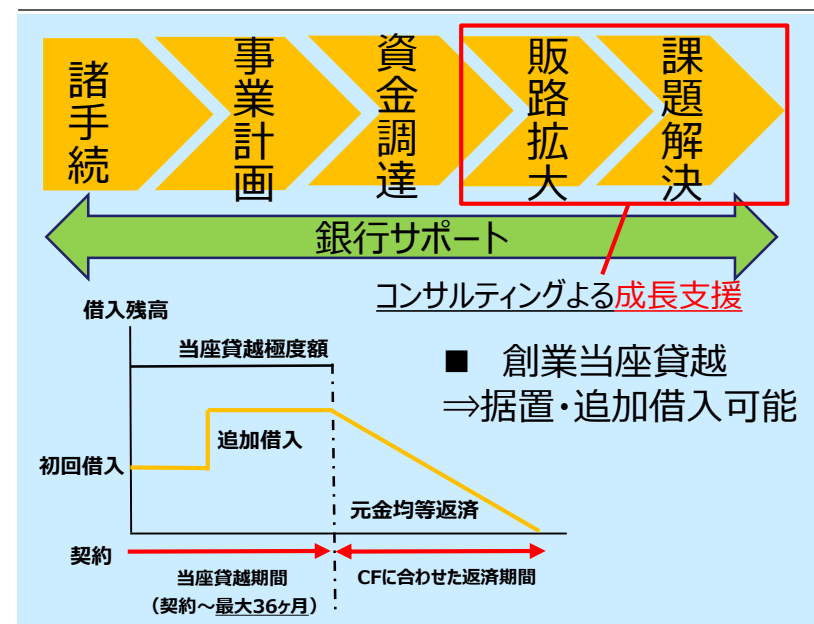 諸手続
事業計画
資金調達
販路拡大
課題解決
銀行サポート
コンサルティングよる成長支援
借入残高
当座貸越極度額
■ 創業当座貸越
⇒据置・追加借入可能
追加借入
初回借入
元金均等返済
契約
当座貸越期間
（契約～最大36ヶ月）
CFに合わせた返済期間